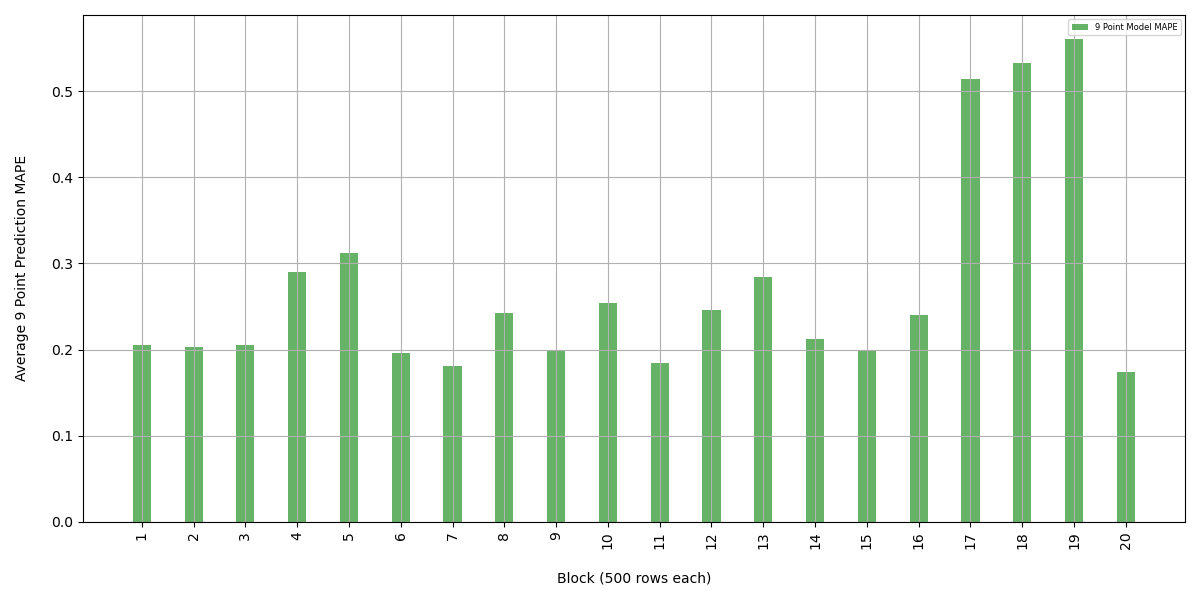 9 Point Model MAPE
Average 9 Point Prediction MAPE
0.5
0.4
0.3
0.2
0.1
0.0
1 2 3 4 5 6 7 8 9 10 11 12 13 14 15 16 17 18 19 20
Block (500 rows each)